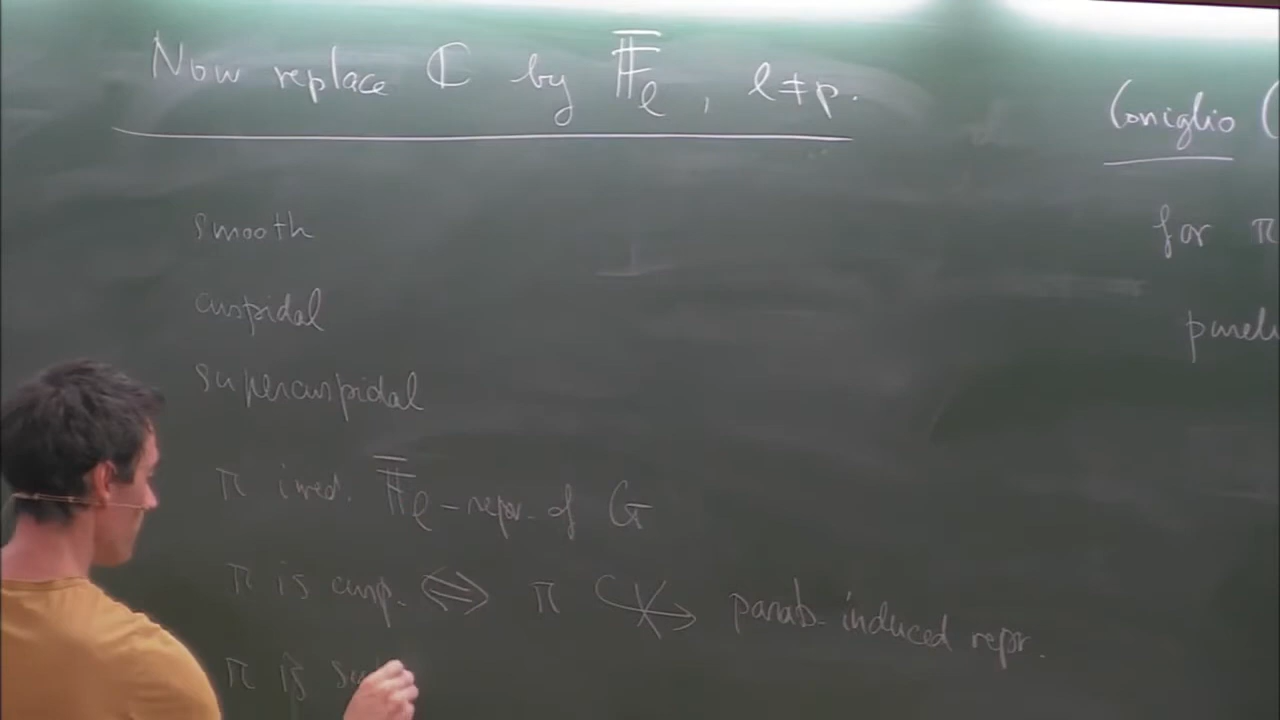 Now replace ℂ by 𝔽̅_ℓ, ℓ≠p.
smooth
cuspidal
supercuspidal
π irred. 𝔽̅_ℓ-repr. of G
π is cusp. ⇔ π ↪̸ parab. induced repr.
π is su
Coniglio (
for π